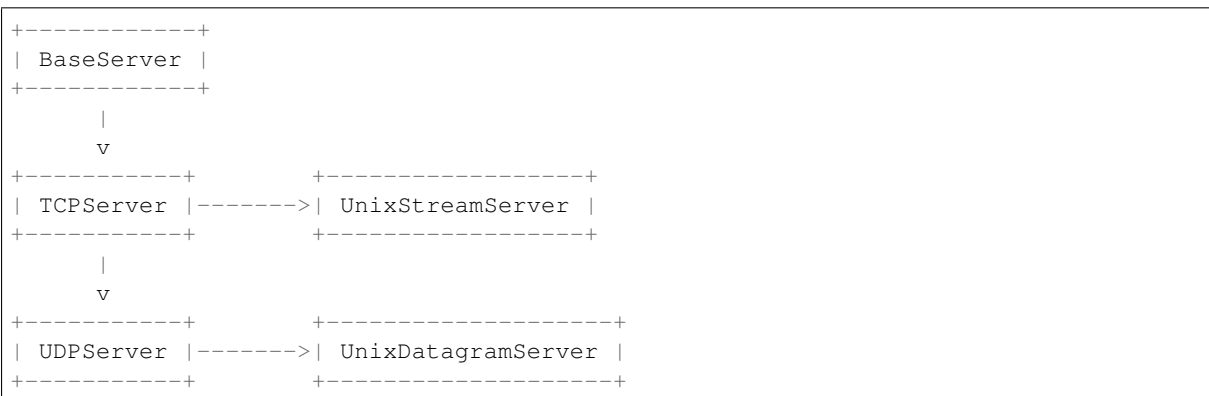 +------------+
| BaseServer |
+------------+
      |
      v
+-----------+        +------------------+
| TCPServer |------->| UnixStreamServer |
+-----------+        +------------------+
      |
      v
+-----------+        +--------------------+
| UDPServer |------->| UnixDatagramServer |
+-----------+        +--------------------+